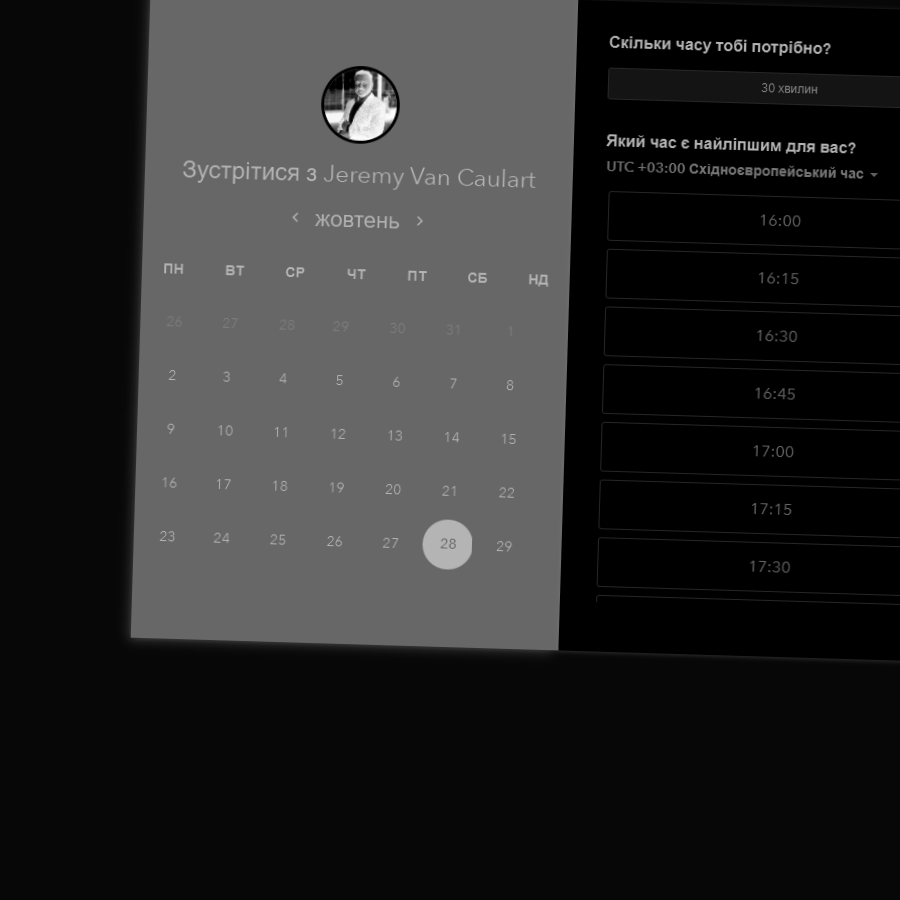 Зустрітися з Jeremy Van Caulart
‹ жовтень ›
ПН ВТ СР ЧТ ПТ СБ НД
26 27 28 29 30 31 1
2 3 4 5 6 7 8
9 10 11 12 13 14 15
16 17 18 19 20 21 22
23 24 25 26 27 28 29
Скільки часу тобі потрібно?
30 хвилин
Який час є найліпшим для вас?
UTC +03:00 Східноєвропейський час
16:00
16:15
16:30
16:45
17:00
17:15
17:30